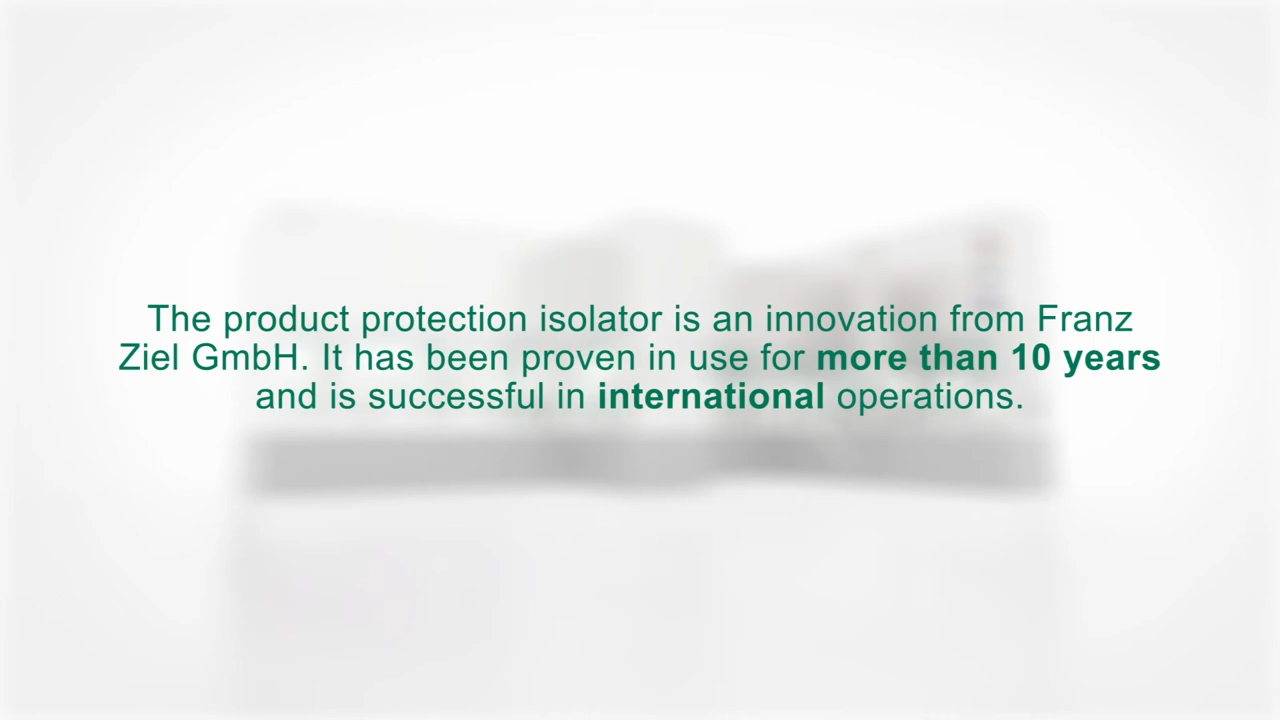 The product protection isolator is an innovation from Franz
Ziel GmbH. It has been proven in use for more than 10 years
and is successful in international operations.